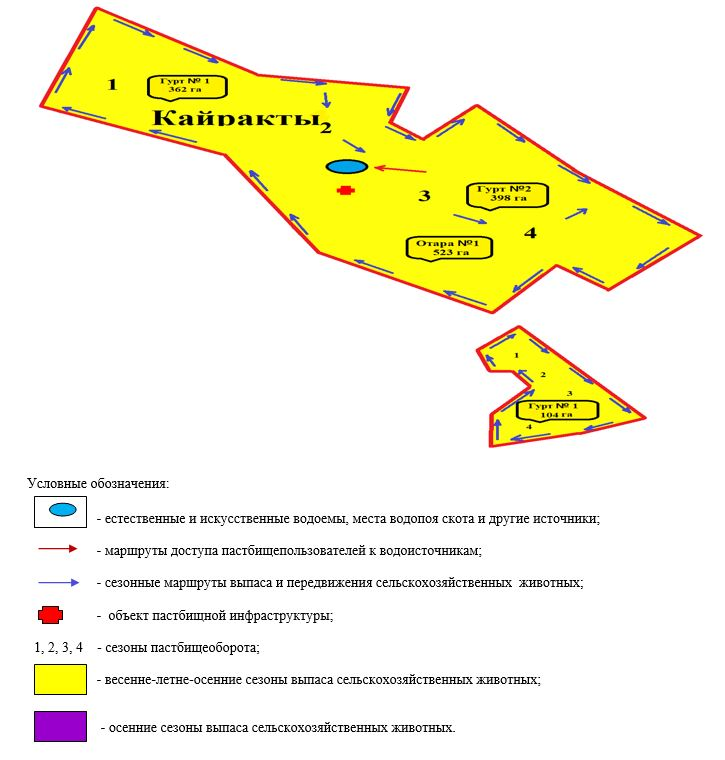 1
Гурт № 1
362 га
Кайракты
2
3
Гурт №2
398 га
4
Отара №1
523 га
1
2
3
Гурт № 1
104 га
4
Условные обозначения:
- естественные и искусственные водоемы, места водопоя скота и другие источники;
- маршруты доступа пастбищепользователей к водоисточникам;
- сезонные маршруты выпаса и передвижения сельскохозяйственных животных;
- объект пастбищной инфраструктуры;
1, 2, 3, 4 - сезоны пастбищеоборота;
- весенне-летне-осенние сезоны выпаса сельскохозяйственных животных;
- осенние сезоны выпаса сельскохозяйственных животных.